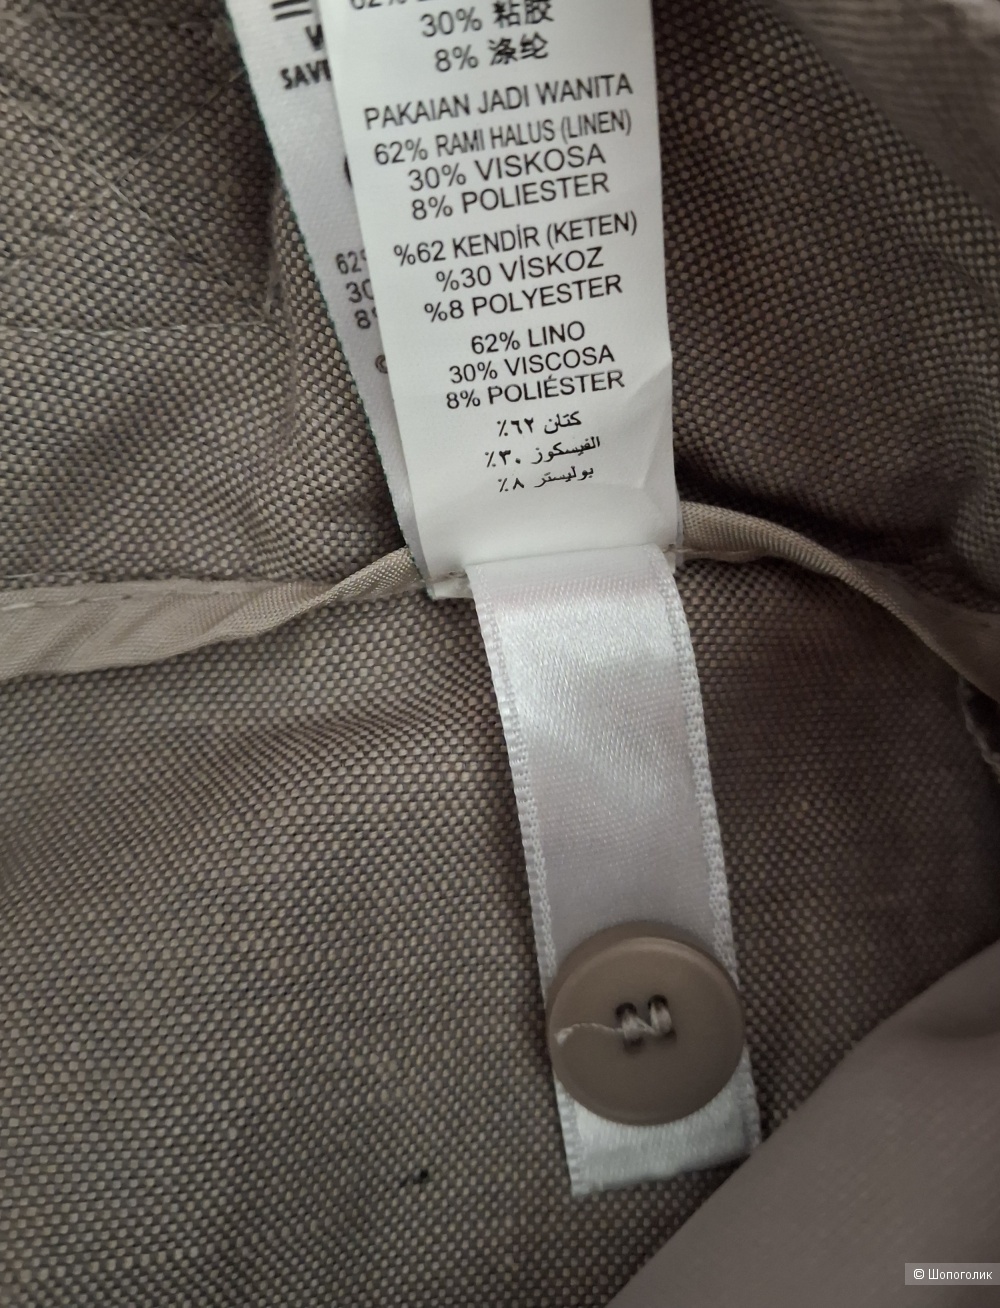 SAVE
62%
30% 粘胶
8% 涤纶
PAKAIAN JADI WANITA
62% RAMI HALUS (LINEN)
30% VISKOSA
8% POLIESTER
%62 KENDİR (KETEN)
%30 VİSKOZ
%8 POLYESTER
62% LINO
30% VISCOSA
8% POLIÉSTER
كتان ٦٢٪
الفيسكوز ٣٠٪
بوليستر ٨٪
© Шопоголик